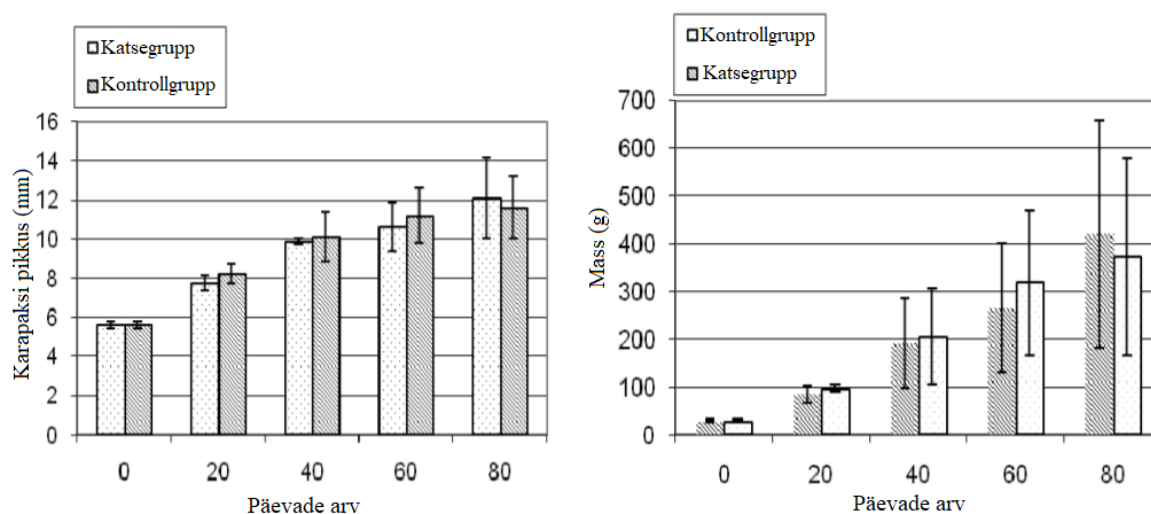 Katsegrupp
Kontrollgrupp
Karapaksi pikkus (mm)
16
14
12
10
8
6
4
2
0
0 20 40 60 80
Päevade arv
Kontrollgrupp
Katsegrupp
Mass (g)
700
600
500
400
300
200
100
0
0 20 40 60 80
Päevade arv